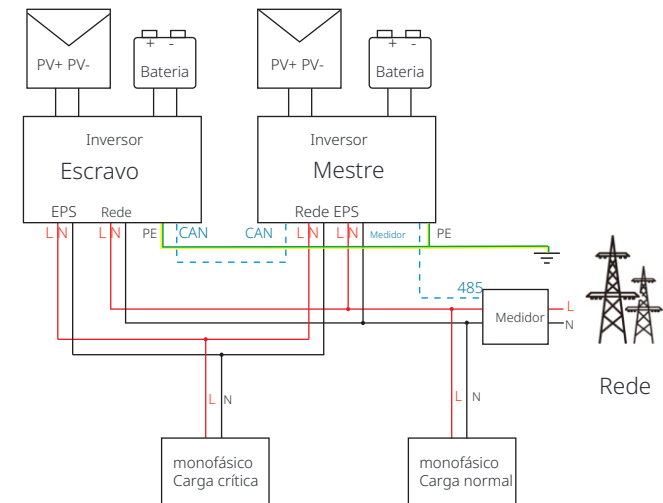 PV+ PV-
+ -
Bateria
PV+ PV-
+ -
Bateria
Inversor
Escravo
Inversor
Mestre
EPS Rede
Rede EPS
L N L N PE CAN
CAN L N L N Medidor PE
485
Medidor
L
N
Rede
L N
L N
monofásico
Carga crítica
monofásico
Carga normal